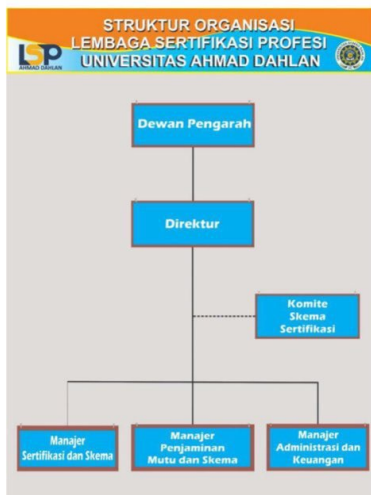 STRUKTUR ORGANISASI
LEMBAGA SERTIFIKASI PROFESI
UNIVERSITAS AHMAD DAHLAN
LSP
AHMAD DAHLAN
Dewan Pengarah
Direktur
Komite
Skema
Sertifikasi
Manajer
Sertifikasi dan Skema
Manajer
Penjaminan
Mutu dan Skema
Manajer
Administrasi dan
Keuangan